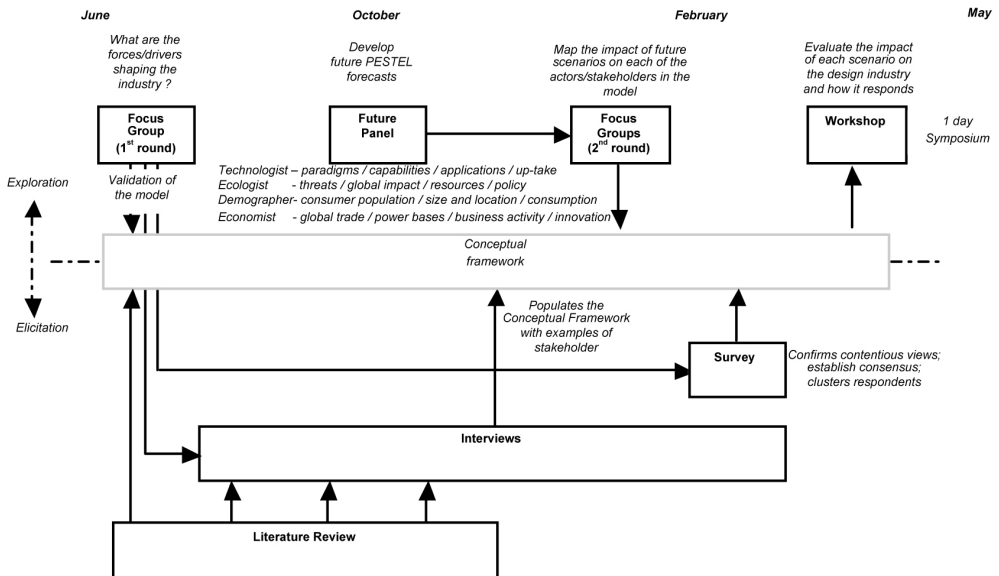 June
October
February
May
What are the
forces/drivers
shaping the
industry ?
Develop
future PESTEL
forecasts
Map the impact of future
scenarios on each of the
actors/stakeholders in the
model
Evaluate the impact
of each scenario on
the design industry
and how it responds
Focus
Group
(1st round)
Future
Panel
Focus
Groups
(2nd round)
Workshop
1 day
Symposium
Exploration
Validation of
the model
Technologist – paradigms / capabilities / applications / up-take
Ecologist - threats / global impact / resources / policy
Demographer- consumer population / size and location / consumption
Economist - global trade / power bases / business activity / innovation
Conceptual
framework
Elicitation
Populates the
Conceptual Framework
with examples of
stakeholder
Survey
Confirms contentious views;
establish consensus;
clusters respondents
Interviews
Literature Review